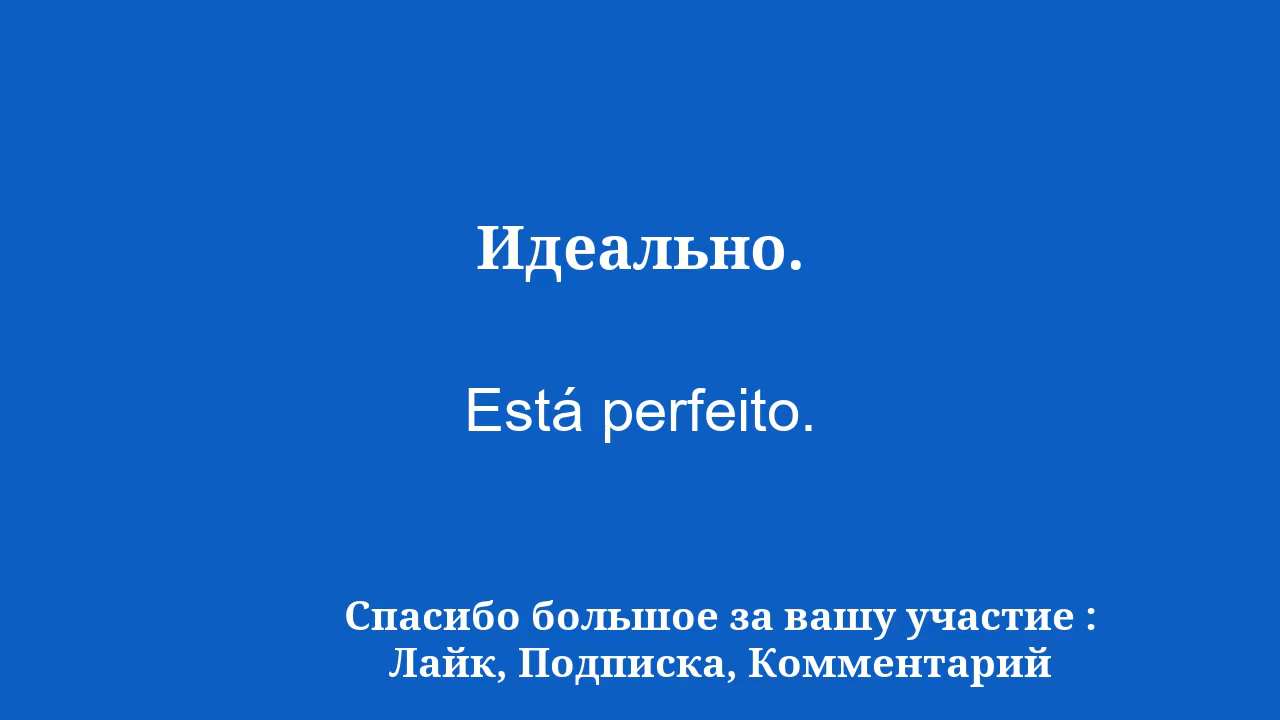 Идеально.
Está perfeito.
Спасибо большое за вашу участие :
Лайк, Подписка, Комментарий